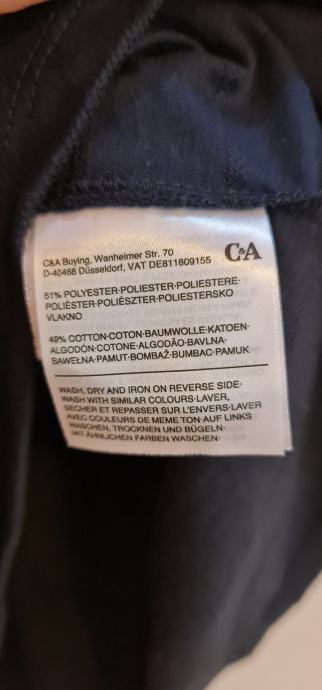 C&A Buying, Wanheimer Str. 70
D-40468 Düsseldorf, VAT DE811809155
C&A
51% POLYESTER·POLIESTER·POLIESTERE·
POLIÉSTER·POLIÉSZTER·POLIESTERSKO
VLAKNO
49% COTTON·COTON·BAUMWOLLE·KATOEN·
ALGODÓN·COTONE·ALGODÃO·BAVLNA·
BAWEŁNA·PAMUT·BOMBAŽ·BUMBAC·PAMUK
WASH, DRY AND IRON ON REVERSE SIDE·
WASH WITH SIMILAR COLOURS·LAVER,
SECHER ET REPASSER SUR L'ENVERS·LAVER
AVEC COULEURS DE MEME TON·AUF LINKS
WASCHEN, TROCKNEN UND BÜGELN·
MIT ÄHNLICHEN FARBEN WASCHEN·